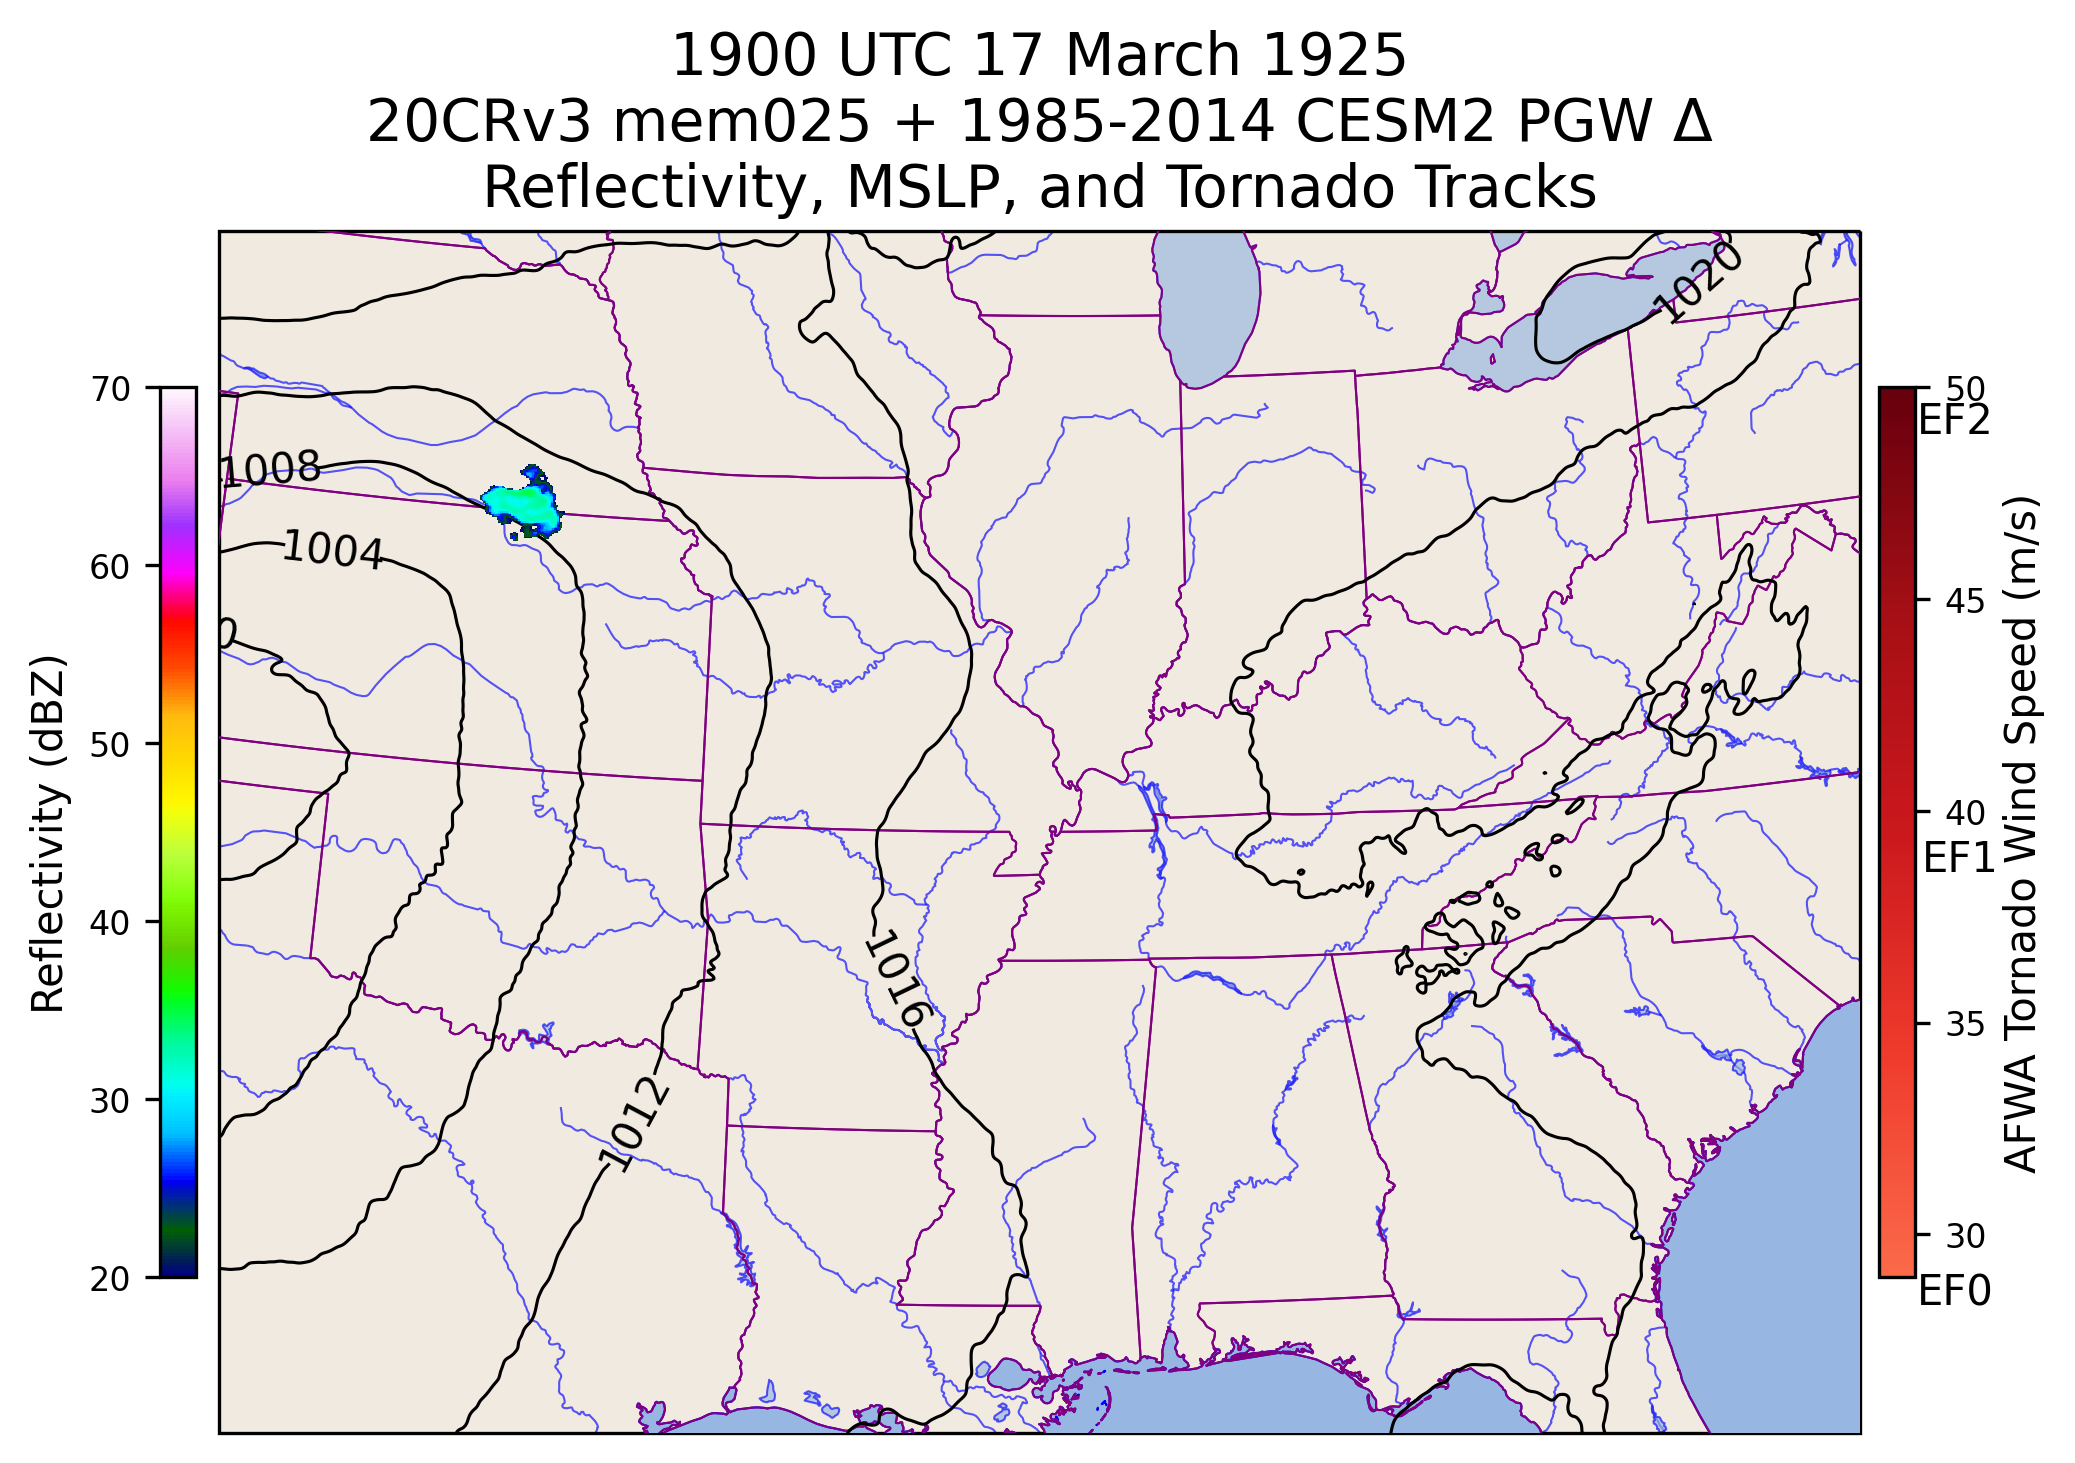 1900 UTC 17 March 1925
20CRv3 mem025 + 1985-2014 CESM2 PGW Δ
Reflectivity, MSLP, and Tornado Tracks
1020
1008
1004
0
1016
1012
70
60
50
40
30
20
Reflectivity (dBZ)
50
EF2
45
40
EF1
35
30
EF0
AFWA Tornado Wind Speed (m/s)